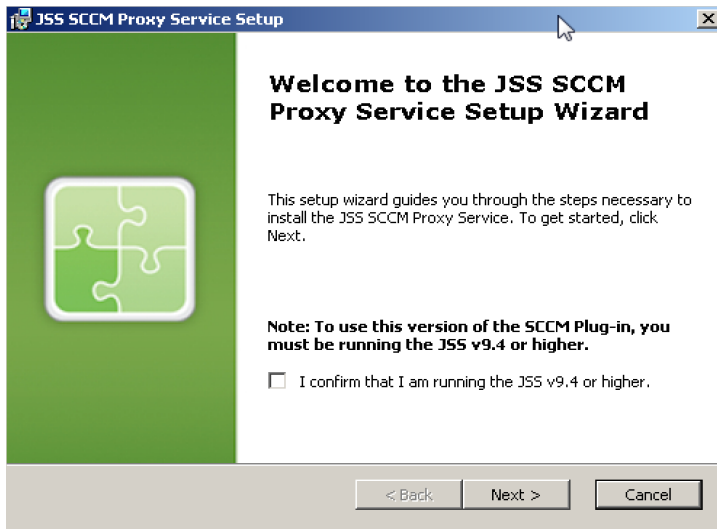 JSS SCCM Proxy Service Setup
Welcome to the JSS SCCM
Proxy Service Setup Wizard
This setup wizard guides you through the steps necessary to
install the JSS SCCM Proxy Service. To get started, click
Next.
Note: To use this version of the SCCM Plug-in, you
must be running the JSS v9.4 or higher.
I confirm that I am running the JSS v9.4 or higher.
< Back
Next >
Cancel